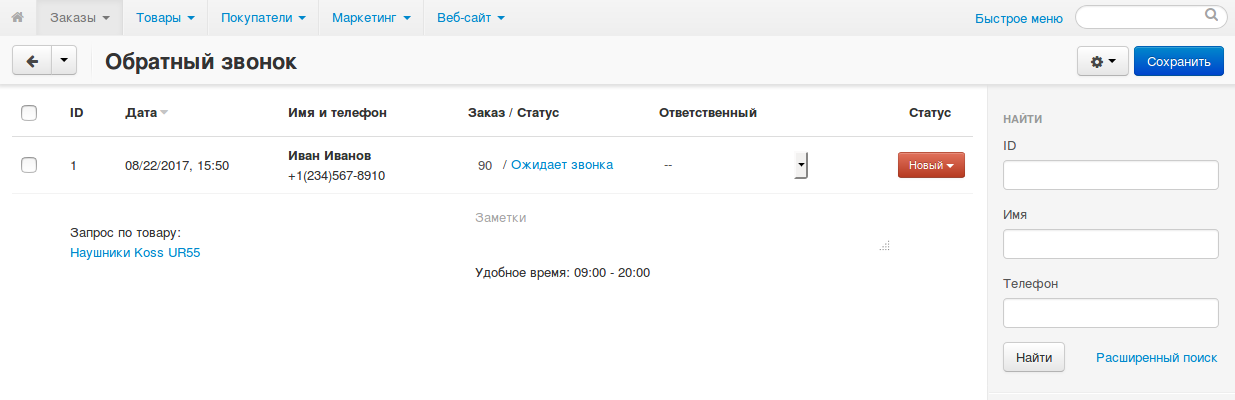 Заказы Товары Покупатели Маркетинг Веб-сайт Быстрое меню
Обратный звонок Сохранить
ID Дата Имя и телефон Заказ / Статус Ответственный Статус
1 08/22/2017, 15:50 Иван Иванов 90 / Ожидает звонка -- Новый
+1(234)567-8910
Запрос по товару:
Наушники Koss UR55
Заметки
Удобное время: 09:00 - 20:00
НАЙТИ
ID
Имя
Телефон
Найти Расширенный поиск